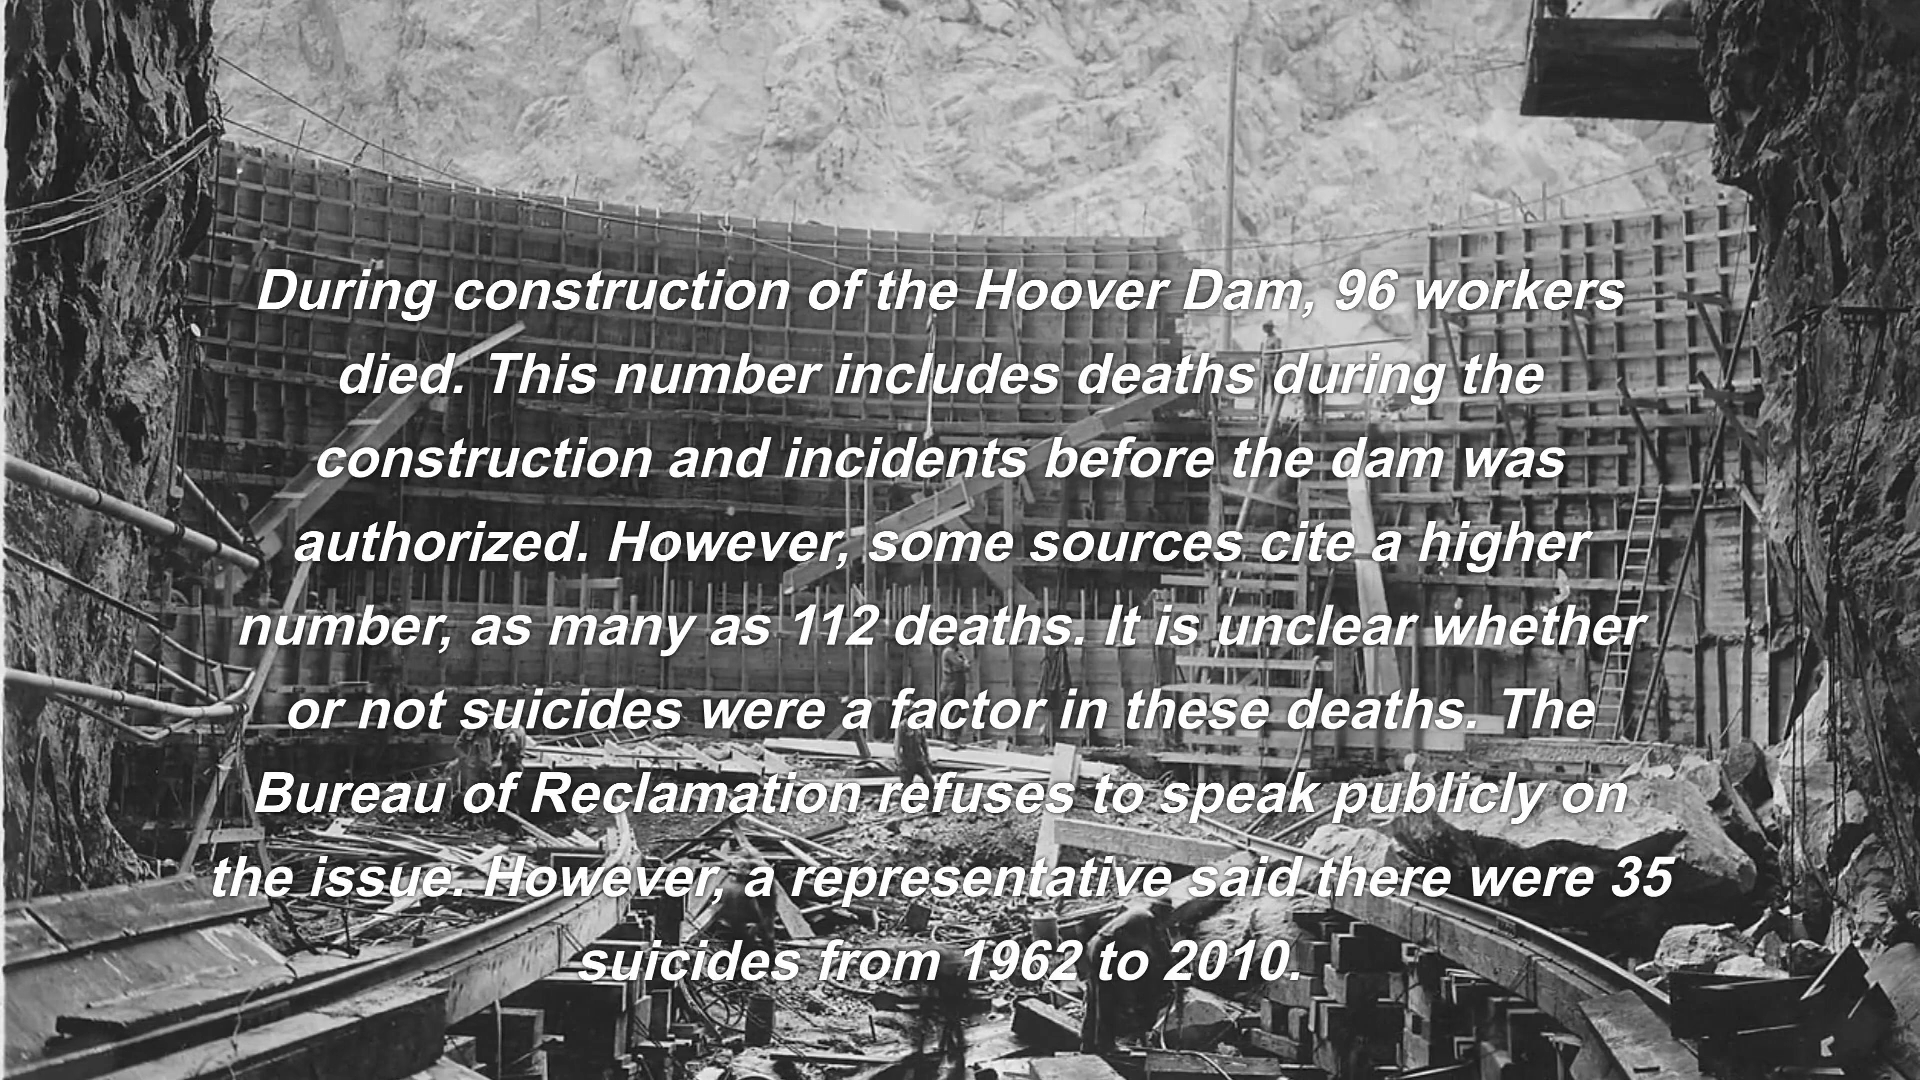 During construction of the Hoover Dam, 96 workers
died. This number includes deaths during the
construction and incidents before the dam was
authorized. However, some sources cite a higher
number, as many as 112 deaths. It is unclear whether
or not suicides were a factor in these deaths. The
Bureau of Reclamation refuses to speak publicly on
the issue. However, a representative said there were 35
suicides from 1962 to 2010.